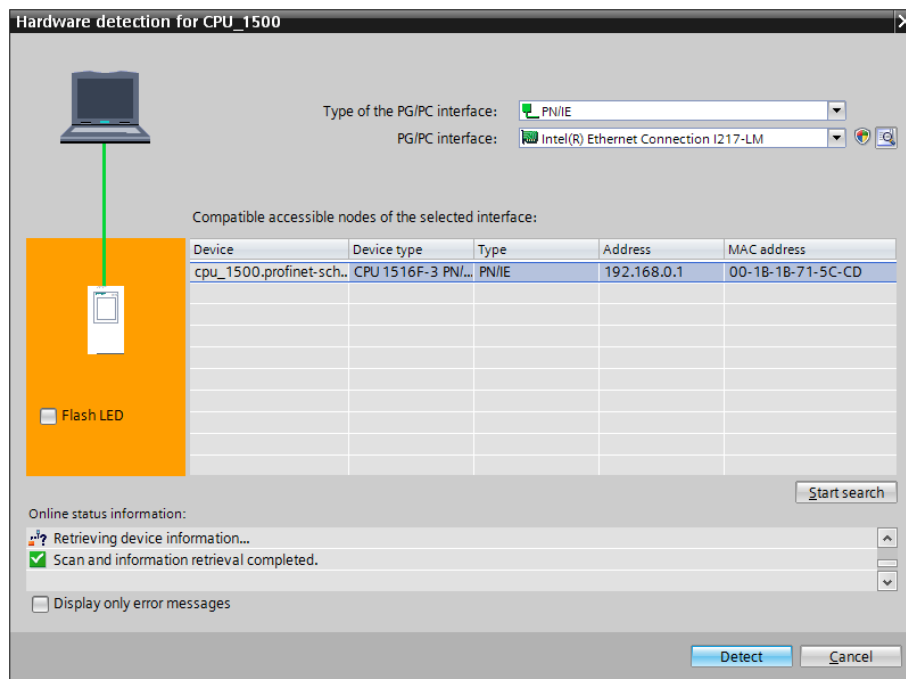 Hardware detection for CPU_1500
Type of the PG/PC interface: PN/IE
PG/PC interface: Intel(R) Ethernet Connection I217-LM
Compatible accessible nodes of the selected interface:
Device Device type Type Address MAC address
cpu_1500.profinet-sch.. CPU 1516F-3 PN/... PN/IE 192.168.0.1 00-1B-1B-71-5C-CD
Flash LED
Start search
Online status information:
Retrieving device information...
Scan and information retrieval completed.
Display only error messages
Detect Cancel